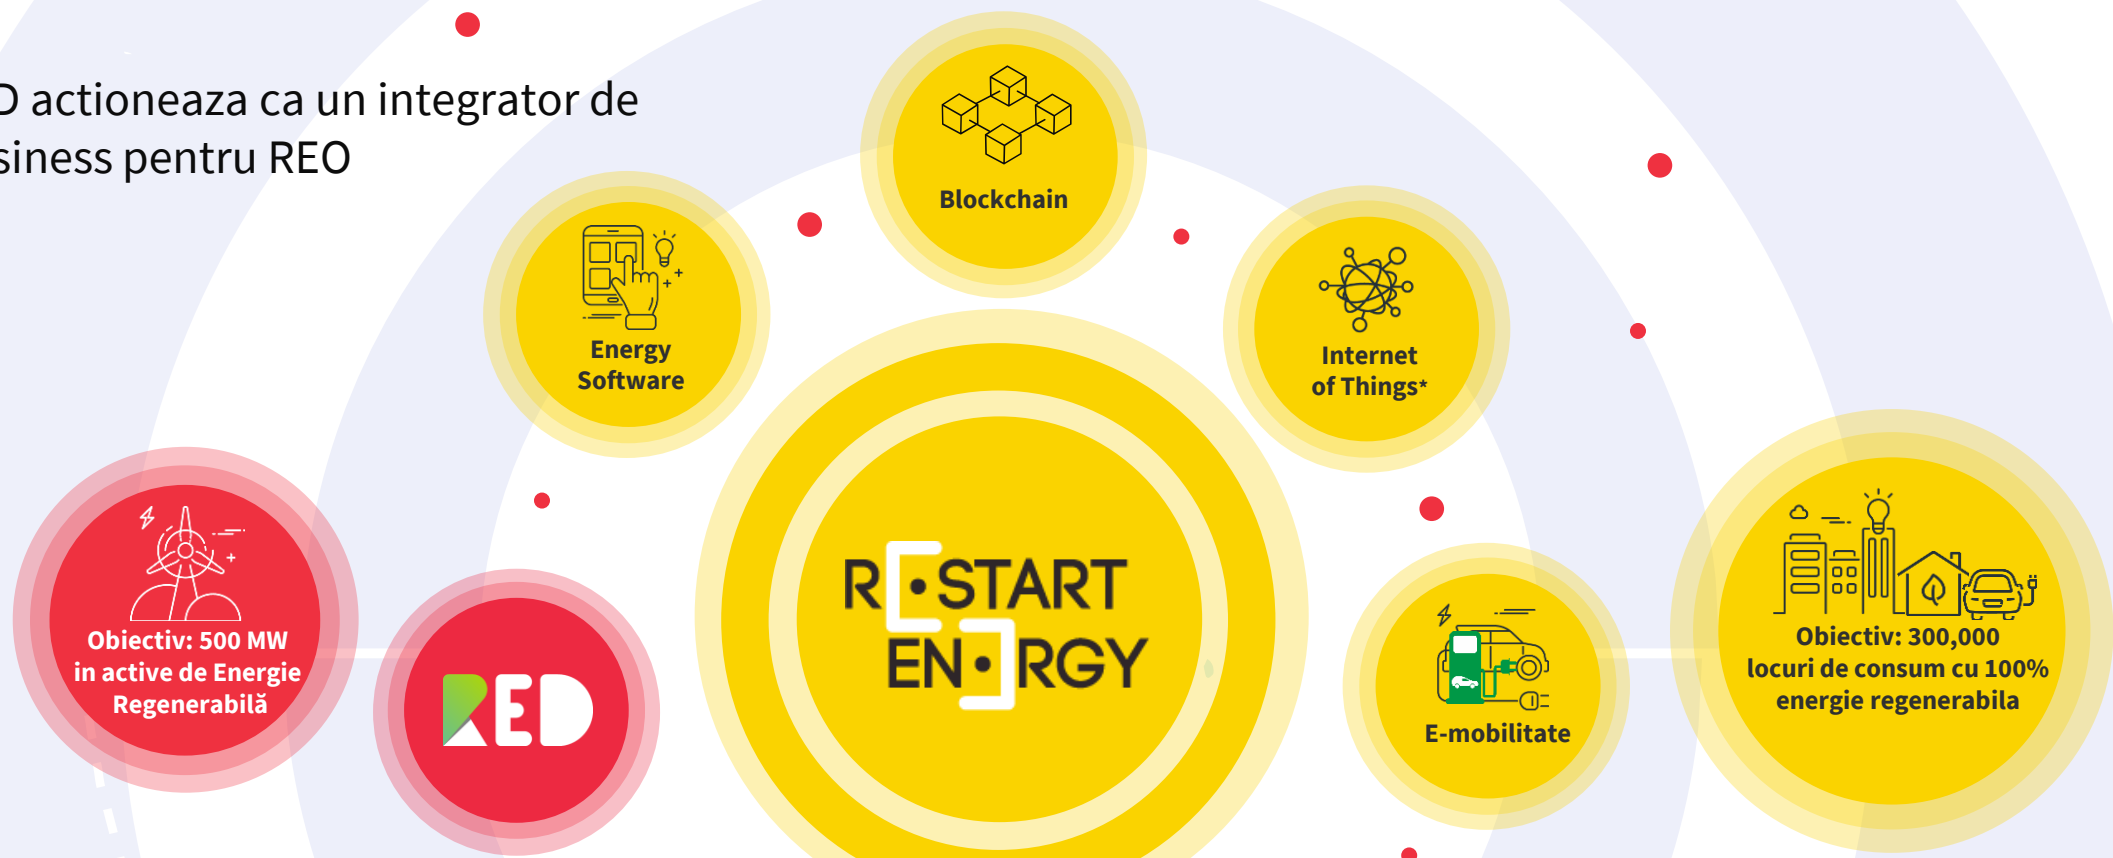 D actioneaza ca un integrator de
siness pentru REO
Blockchain
Energy
Software
Internet
of Things*
Obiectiv: 500 MW
in active de Energie
Regenerabilă
RED
RESTART
ENERGY
E-mobilitate
Obiectiv: 300,000
locuri de consum cu 100%
energie regenerabila